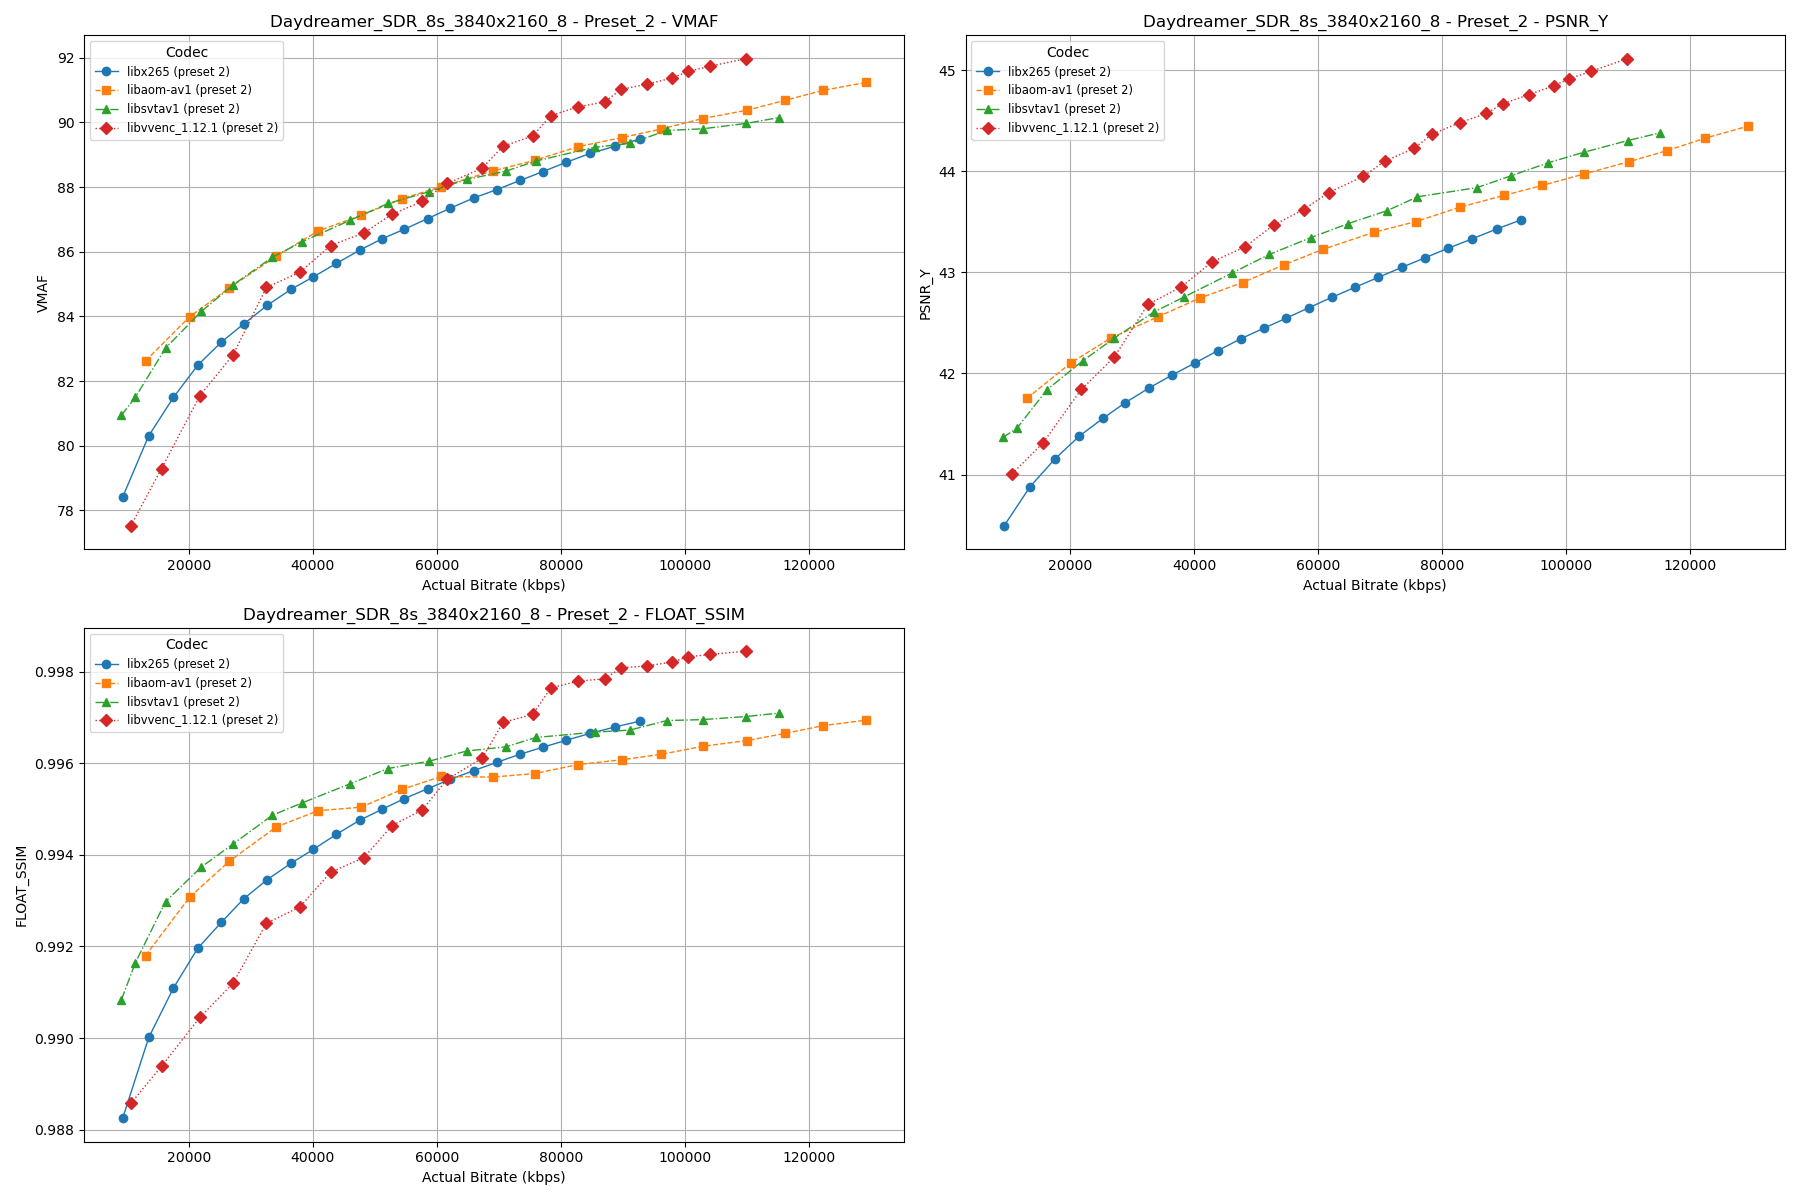 Daydreamer_SDR_8s_3840x2160_8 - Preset_2 - VMAF
Codec
libx265 (preset 2)
libaom-av1 (preset 2)
libsvtav1 (preset 2)
libvvenc_1.12.1 (preset 2)
VMAF
92
90
88
86
84
82
80
78
20000 40000 60000 80000 100000 120000
Actual Bitrate (kbps)
Daydreamer_SDR_8s_3840x2160_8 - Preset_2 - PSNR_Y
Codec
libx265 (preset 2)
libaom-av1 (preset 2)
libsvtav1 (preset 2)
libvvenc_1.12.1 (preset 2)
PSNR_Y
45
44
43
42
41
20000 40000 60000 80000 100000 120000
Actual Bitrate (kbps)
Daydreamer_SDR_8s_3840x2160_8 - Preset_2 - FLOAT_SSIM
Codec
libx265 (preset 2)
libaom-av1 (preset 2)
libsvtav1 (preset 2)
libvvenc_1.12.1 (preset 2)
FLOAT_SSIM
0.998
0.996
0.994
0.992
0.990
0.988
20000 40000 60000 80000 100000 120000
Actual Bitrate (kbps)